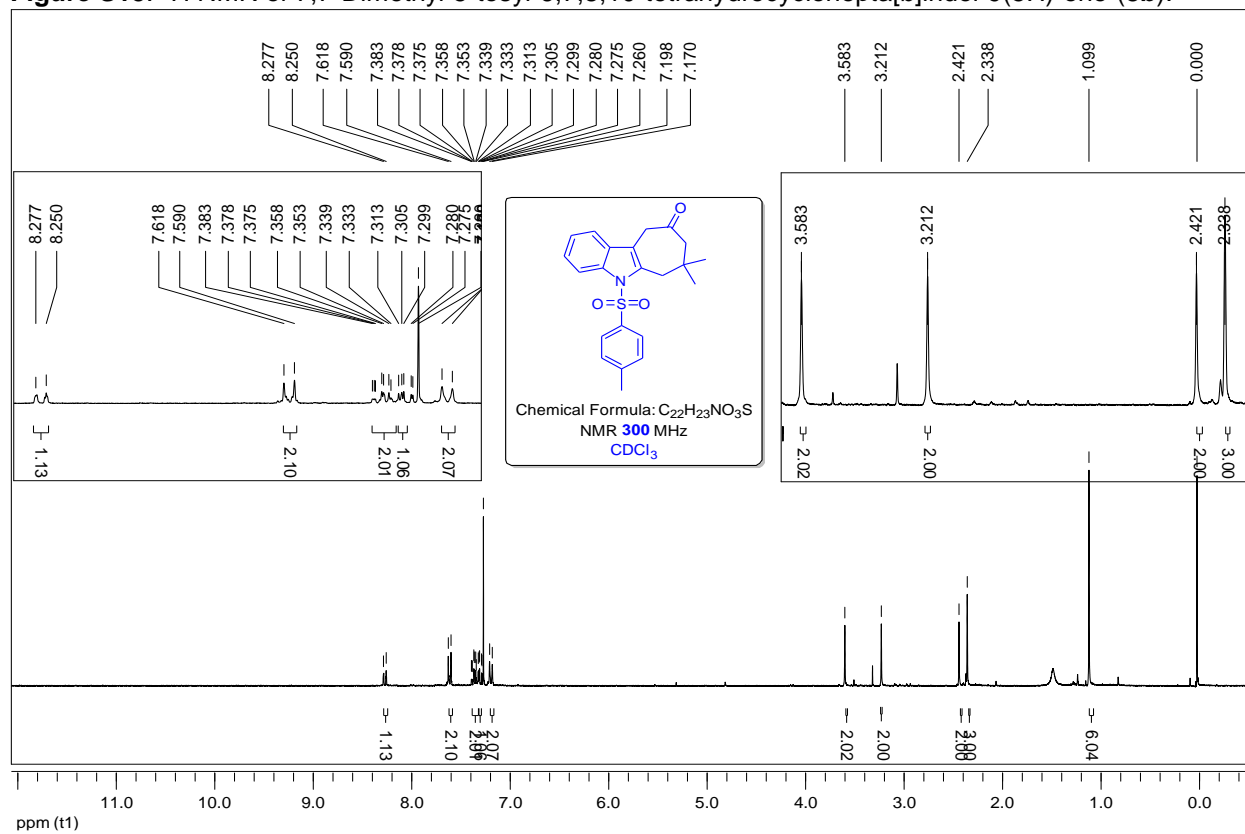 Figure NMR of
8.277 8.250 7.618 7.590 7.383 7.378 7.375 7.358 7.353 7.339 7.333 7.313 7.305 7.299 7.280 7.275 7.260 7.198 7.170 3.583 3.212 2.421 2.338 1.099 0.000
8.277 8.250 7.618 7.590 7.383 7.378 7.375 7.358 7.353 7.339 7.333 7.313 7.305 7.299 7.280 7.275
1.13 2.10 2.01 1.06 2.07
O
N
O=S=O
Chemical Formula: C₂₂H₂₃NO₃S
NMR 300 MHz
CDCl₃
3.583 3.212 2.421 2.338
2.02 2.00 2.00 3.00
1.13 2.10 2.07 2.02 2.00 3.00 6.04
11.0 10.0 9.0 8.0 7.0 6.0 5.0 4.0 3.0 2.0 1.0 0.0
ppm (t1)